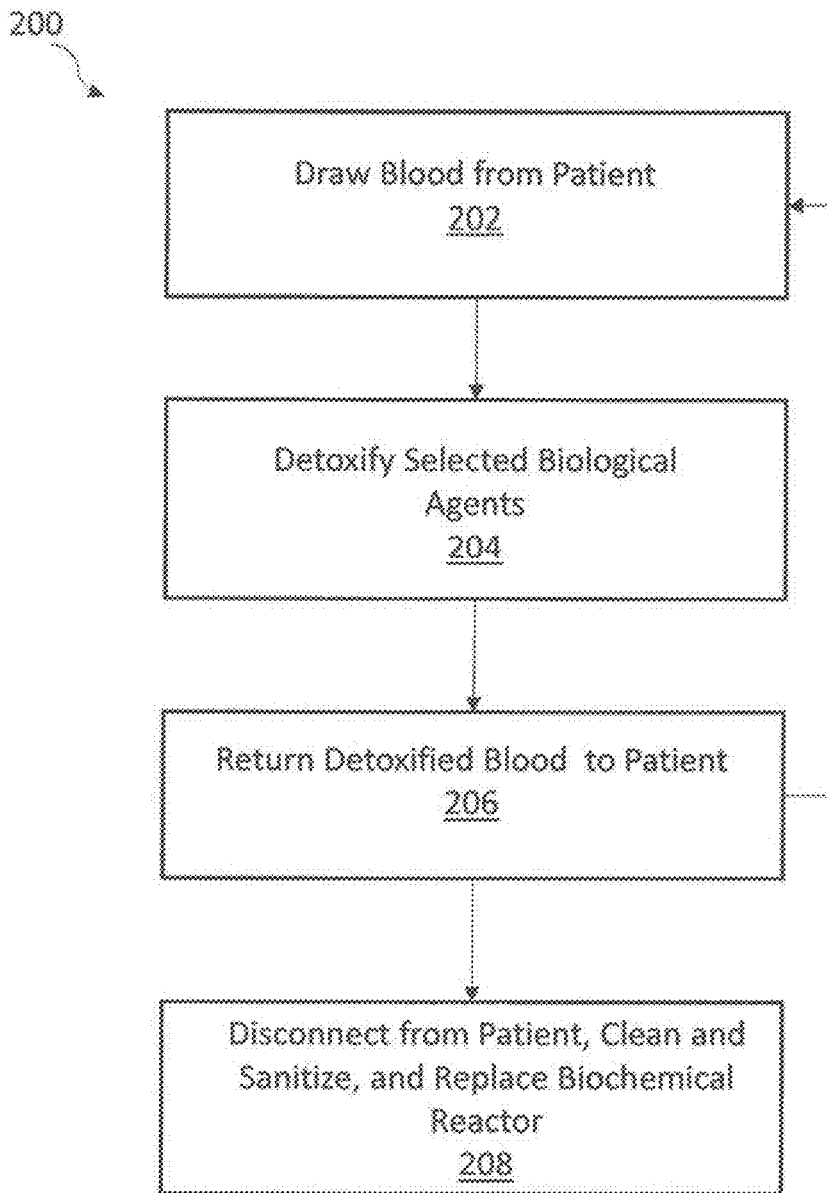 200
Draw Blood from Patient
202
Detoxify Selected Biological
Agents
204
Return Detoxified Blood to Patient
206
Disconnect from Patient, Clean and
Sanitize, and Replace Biochemical
Reactor
208